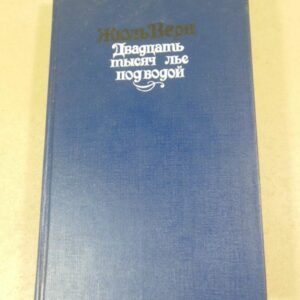 Жюль Верн
Двадцать
тысяч лье
под водой